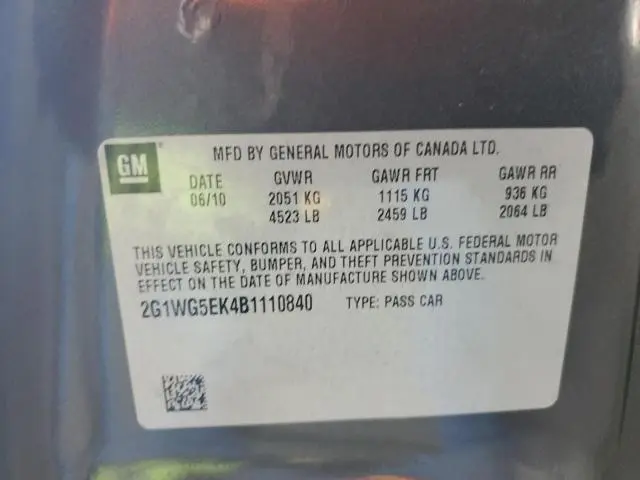 GM
MFD BY GENERAL MOTORS OF CANADA LTD.
DATE GVWR GAWR FRT GAWR RR
06/10 2051 KG 1115 KG 936 KG
4523 LB 2459 LB 2064 LB
THIS VEHICLE CONFORMS TO ALL APPLICABLE U.S. FEDERAL MOTOR
VEHICLE SAFETY, BUMPER, AND THEFT PREVENTION STANDARDS IN
EFFECT ON THE DATE OF MANUFACTURE SHOWN ABOVE.
2G1WG5EK4B1110840 TYPE: PASS CAR